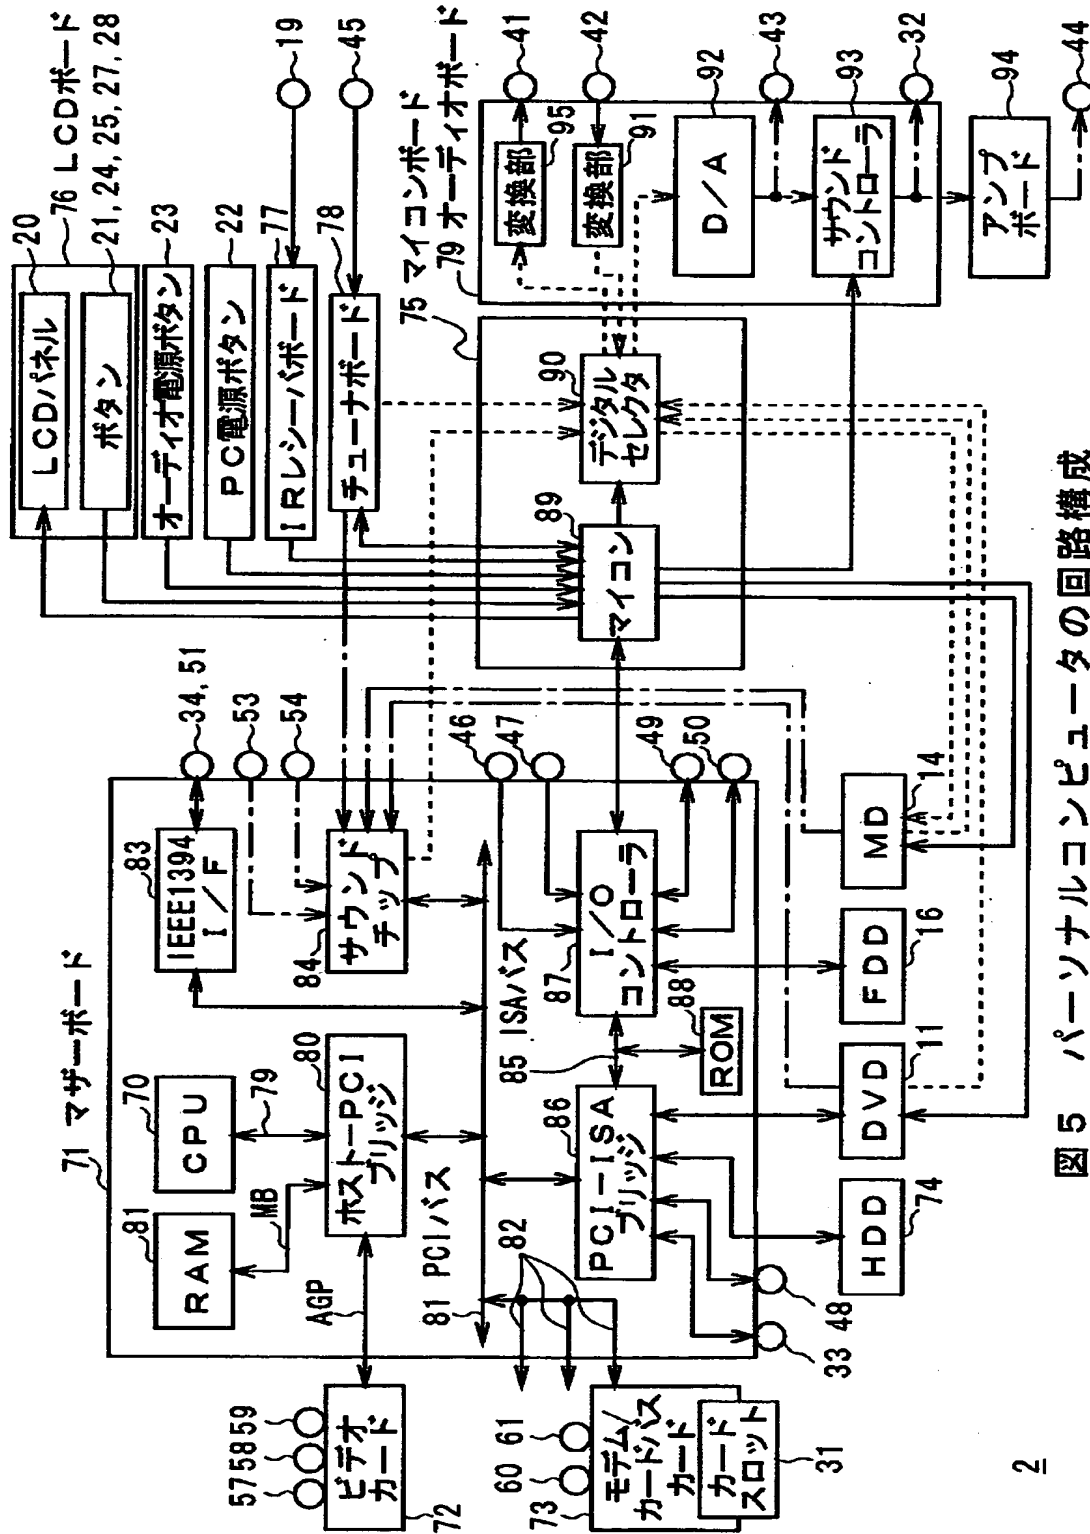 20
76 LCDボード
21, 24, 25, 27, 28
LCDパネル
ボタン
23
オーディオ電源ボタン
22
PC電源ボタン
77
IRレシーバボード
19
78
チューナボード
45
75 マイコンボード
79 オーディオボード
変換部
95
41
変換部
91
42
D/A
92
43
サウンド
コントローラ
93
32
アンプ
ボード
94
44
90
デジタル
セレクタ
89
マイコン
71 マザーボード
34, 51
53
54
83
IEEE1394
I/F
84
サウンド
チップ
70
CPU
79
81
RAM
MB
80
ホスト-PCI
ブリッジ
AGP
81 PCIバス
82
85 ISAバス
86
PCI-ISA
ブリッジ
87
I/O
コントローラ
88
ROM
46
47
49
50
33
48
57 58 59
ビデオ
カード
72
60 61
73
モデム/
カードバス
カード
カード
スロット
31
HDD
74
DVD
11
FDD
16
MD
14
2
図5 パーソナルコンピュータの回路構成